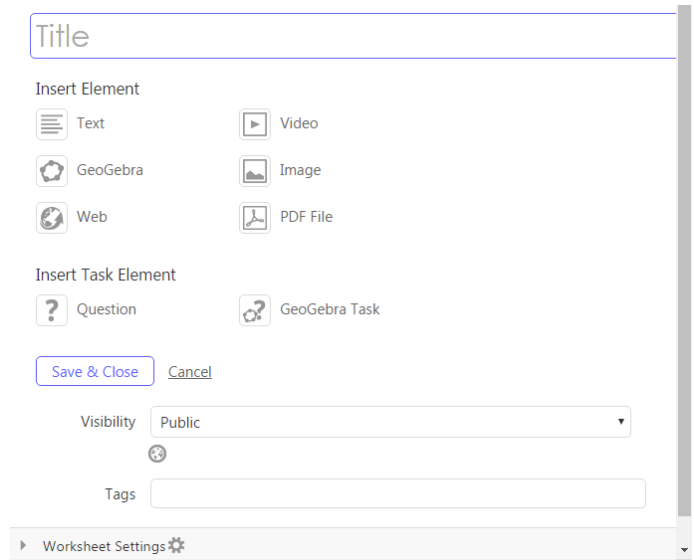 Title
Insert Element
Text Video
GeoGebra Image
Web PDF File
Insert Task Element
Question GeoGebra Task
Save & Close Cancel
Visibility Public
Tags
Worksheet Settings